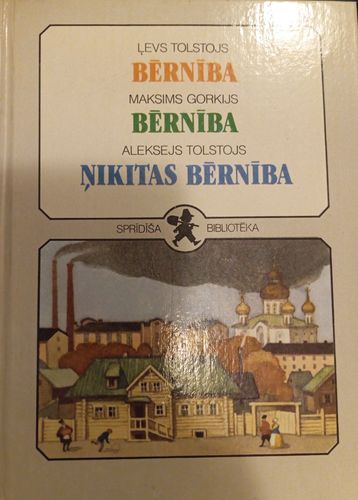 ĻEVS TOLSTOJS
BĒRNĪBA
MAKSIMS GORKIJS
BĒRNĪBA
ALEKSEJS TOLSTOJS
ŅIKITAS BĒRNĪBA
SPRĪDĪŠA BIBLIOTĒKA